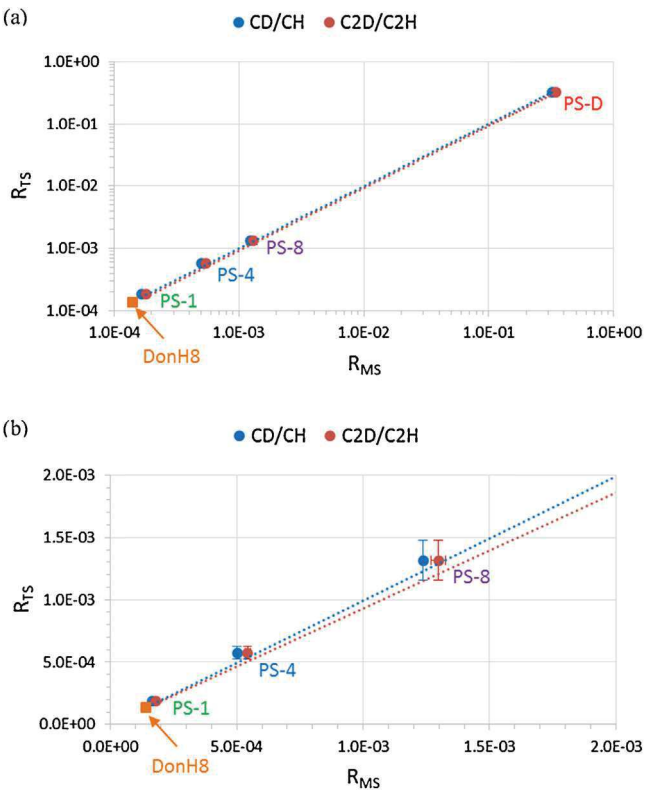 (a)
CD/CH C2D/C2H
1.0E+00
1.0E-01
1.0E-02
1.0E-03
1.0E-04
RTS
PS-D
PS-8
PS-4
PS-1
1.0E-04 1.0E-03 1.0E-02 1.0E-01 1.0E+00
DonH8
RMS
(b)
CD/CH C2D/C2H
2.0E-03
1.5E-03
1.0E-03
5.0E-04
0.0E+00
RTS
PS-8
PS-4
PS-1
0.0E+00 5.0E-04 1.0E-03 1.5E-03 2.0E-03
DonH8
RMS